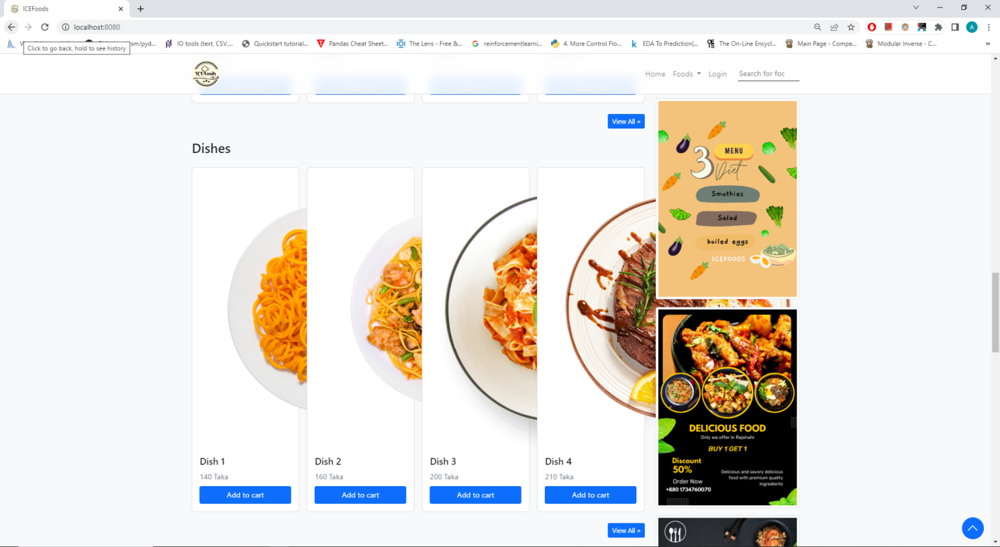 ICEFoods
localhost:8080
Click to go back, hold to see history
sm/pyd...
IO tools (text, CSV,...
Quickstart tutorial...
Pandas Cheat Sheet...
The Lens - Free &...
reinforcementlearni...
4. More Control Flo...
EDA To Prediction(...
The On-Line Encycl...
Main Page - Compe...
Modular Inverse - C...
A
ICEFoods
Home
Foods
Login
Search for foc
View All »
Dishes
Dish 1
140 Taka
Add to cart
Dish 2
160 Taka
Add to cart
Dish 3
200 Taka
Add to cart
Dish 4
210 Taka
Add to cart
View All »
3
MENU
Diet
Smothies
Salad
boiled eggs
ICEFOODS
DELICIOUS FOOD
Only we offer in Rajshahi
BUY 1 GET 1
Discount
50%
Order Now
+880 1734760070
Delicious and savory delicious
food with premium quality
ingredients